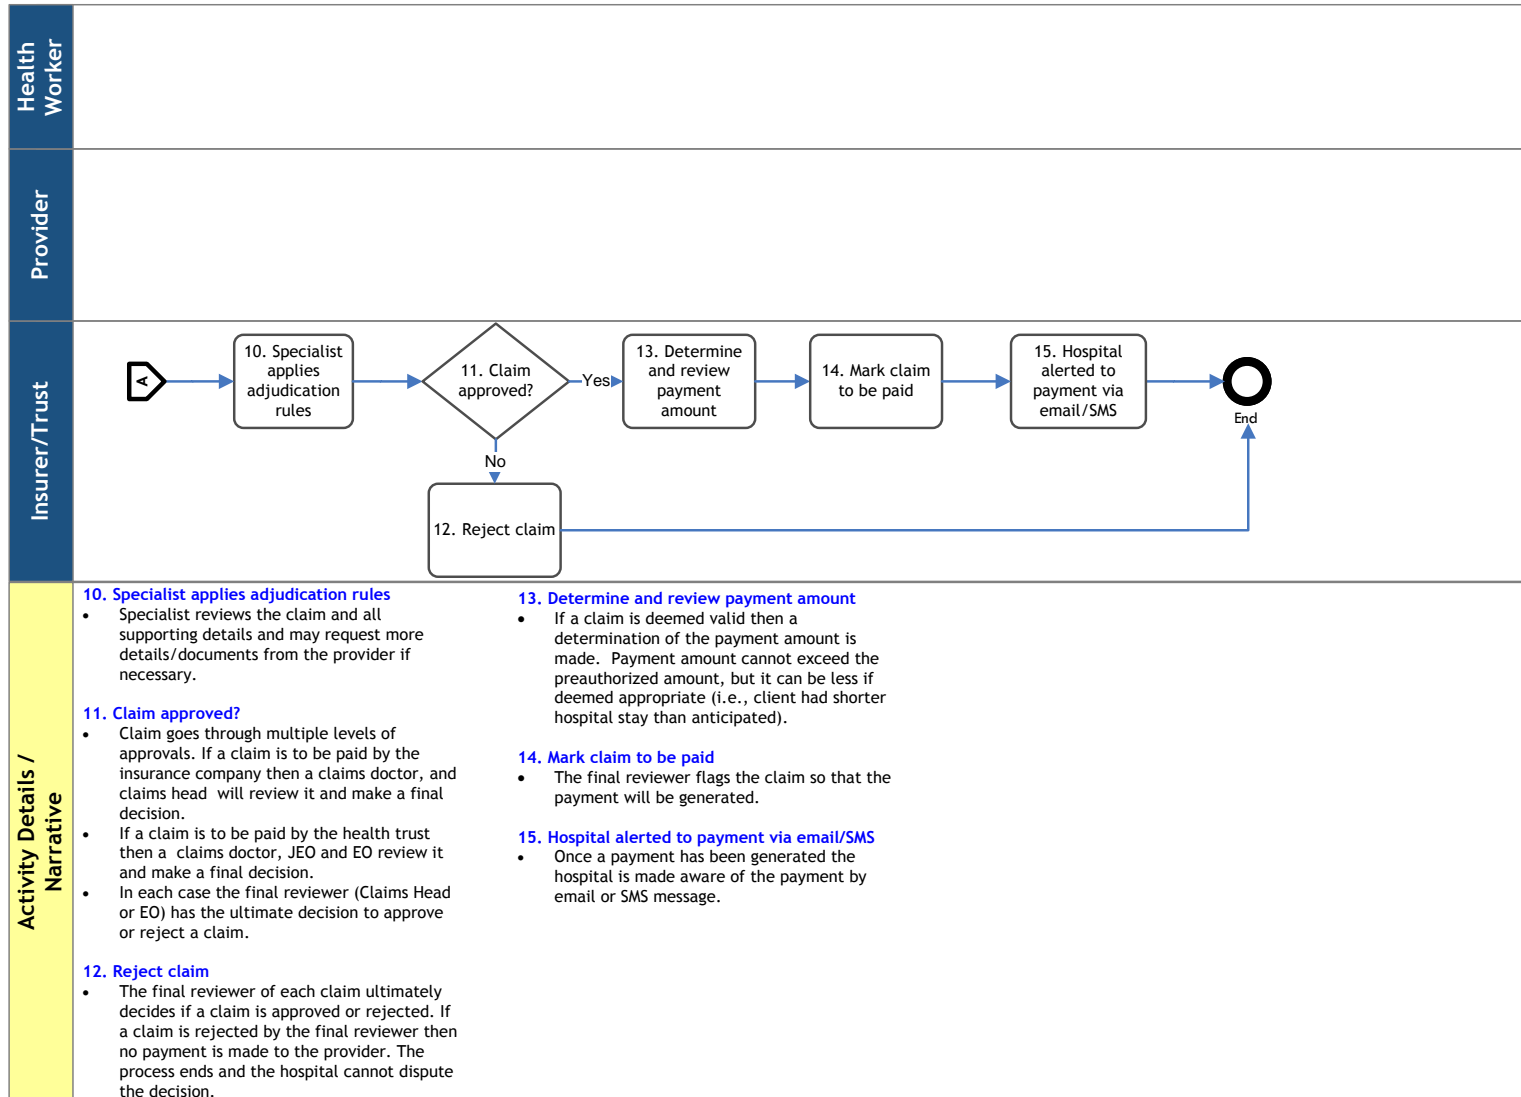 Health
Worker
Provider
Insurer/Trust
A
10. Specialist
applies
adjudication
rules
11. Claim
approved?
Yes
13. Determine
and review
payment
amount
14. Mark claim
to be paid
15. Hospital
alerted to
payment via
email/SMS
End
No
12. Reject claim
Activity Details /
Narrative
10. Specialist applies adjudication rules
• Specialist reviews the claim and all
supporting details and may request more
details/documents from the provider if
necessary.
11. Claim approved?
• Claim goes through multiple levels of
approvals. If a claim is to be paid by the
insurance company then a claims doctor, and
claims head  will review it and make a final
decision.
• If a claim is to be paid by the health trust
then a  claims doctor, JEO and EO review it
and make a final decision.
• In each case the final reviewer (Claims Head
or EO) has the ultimate decision to approve
or reject a claim.
12. Reject claim
• The final reviewer of each claim ultimately
decides if a claim is approved or rejected. If
a claim is rejected by the final reviewer then
no payment is made to the provider. The
process ends and the hospital cannot dispute
the decision.
13. Determine and review payment amount
• If a claim is deemed valid then a
determination of the payment amount is
made.  Payment amount cannot exceed the
preauthorized amount, but it can be less if
deemed appropriate (i.e., client had shorter
hospital stay than anticipated).
14. Mark claim to be paid
• The final reviewer flags the claim so that the
payment will be generated.
15. Hospital alerted to payment via email/SMS
• Once a payment has been generated the
hospital is made aware of the payment by
email or SMS message.